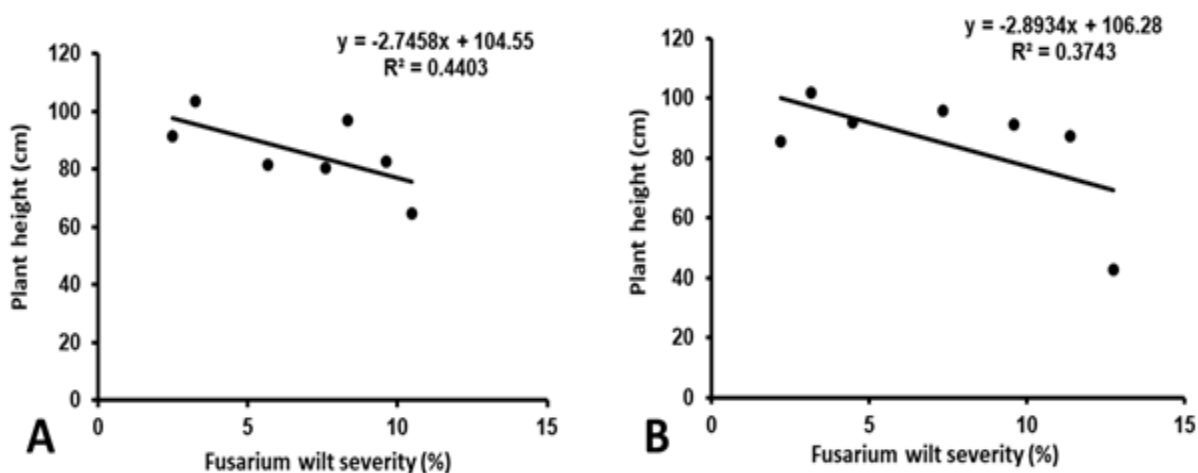 y = -2.7458x + 104.55
R² = 0.4403
120
100
80
60
40
20
0
Plant height (cm)
0 5 10 15
Fusarium wilt severity (%)
A
y = -2.8934x + 106.28
R² = 0.3743
120
100
80
60
40
20
0
Plant height (cm)
0 5 10 15
Fusarium wilt severity (%)
B